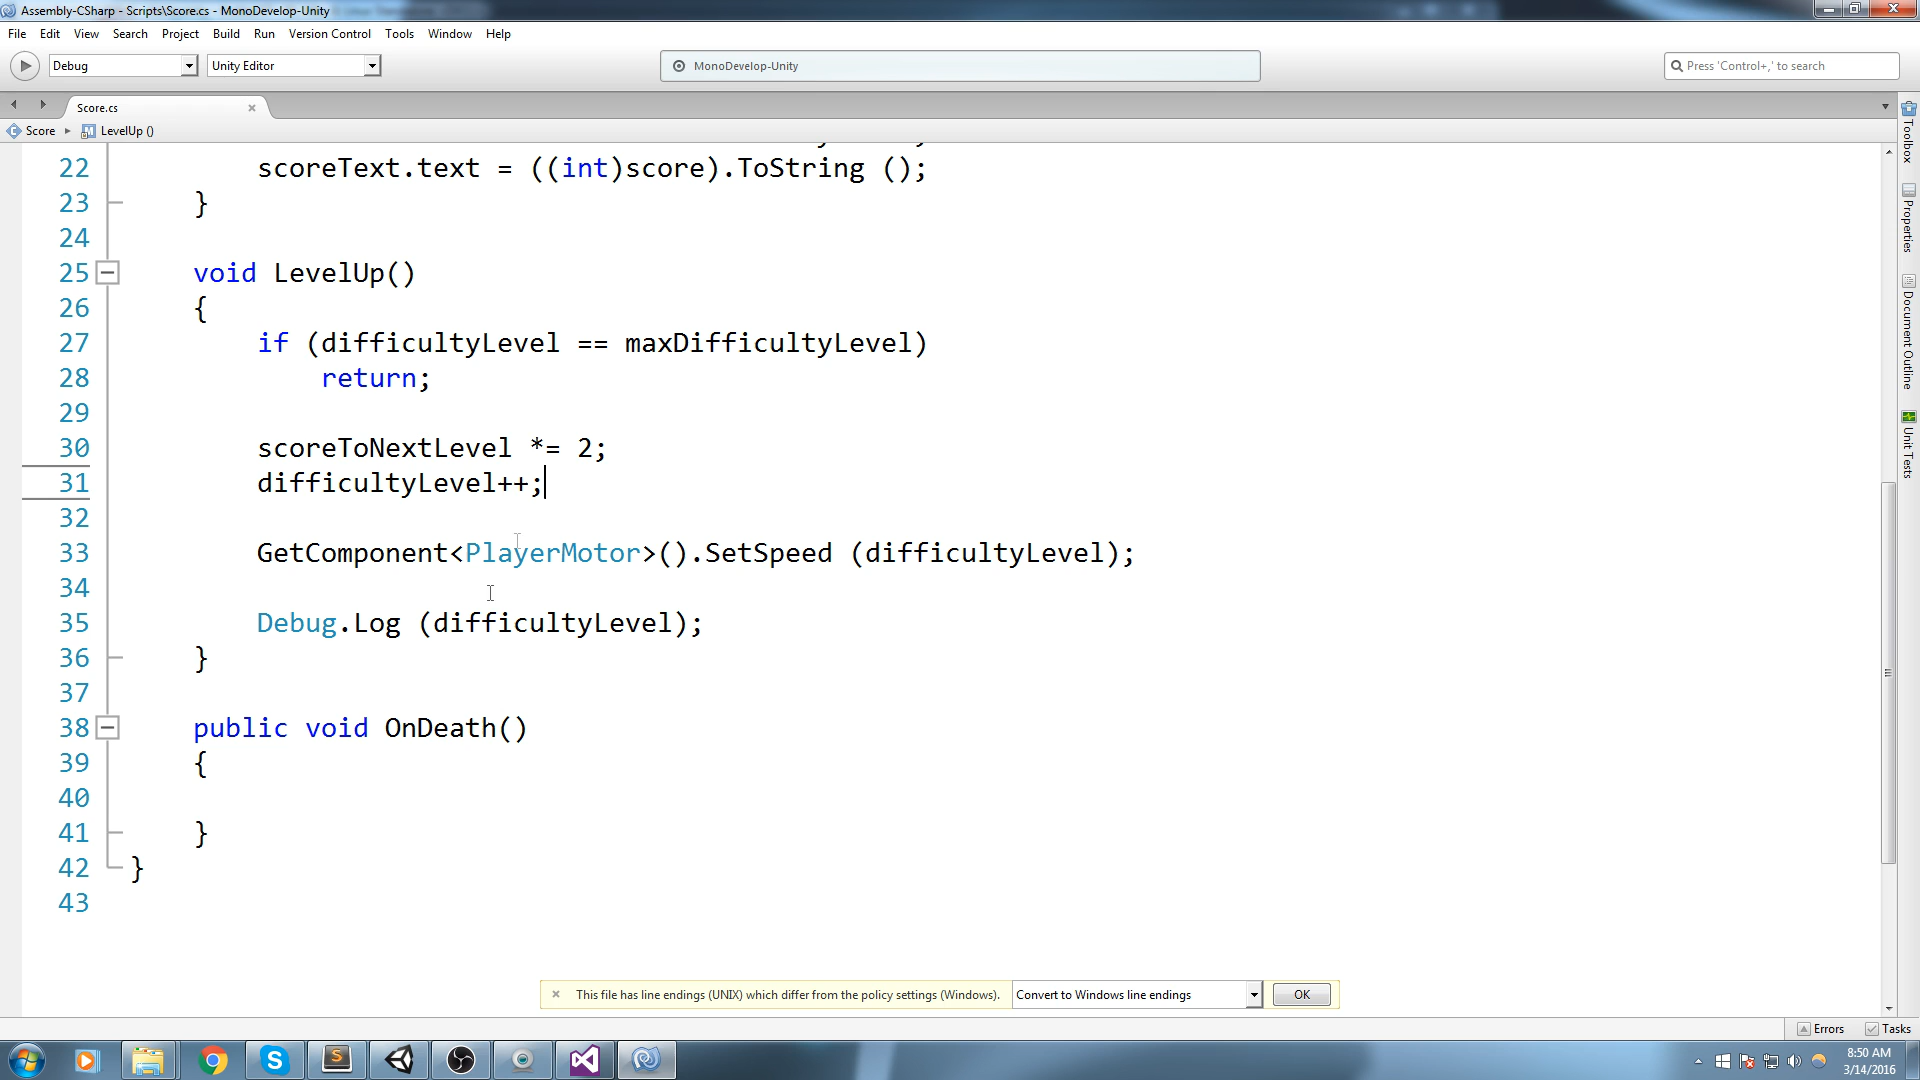 Assembly-CSharp - Scripts\Score.cs - MonoDevelop-Unity
File Edit View Search Project Build Run Version Control Tools Window Help
Debug Unity Editor MonoDevelop-Unity Press 'Control+,' to search
Score.cs
Score LevelUp ()
22 scoreText.text = ((int)score).ToString ();
23 }
24
25 void LevelUp()
26 {
27 if (difficultyLevel == maxDifficultyLevel)
28 return;
29
30 scoreToNextLevel *= 2;
31 difficultyLevel++;
32
33 GetComponent<PlayerMotor>().SetSpeed (difficultyLevel);
34
35 Debug.Log (difficultyLevel);
36 }
37
38 public void OnDeath()
39 {
40
41 }
42 }
43
Toolbox
Properties
Document Outline
Unit Tests
This file has line endings (UNIX) which differ from the policy settings (Windows). Convert to Windows line endings OK
Errors Tasks
8:50 AM
3/14/2016